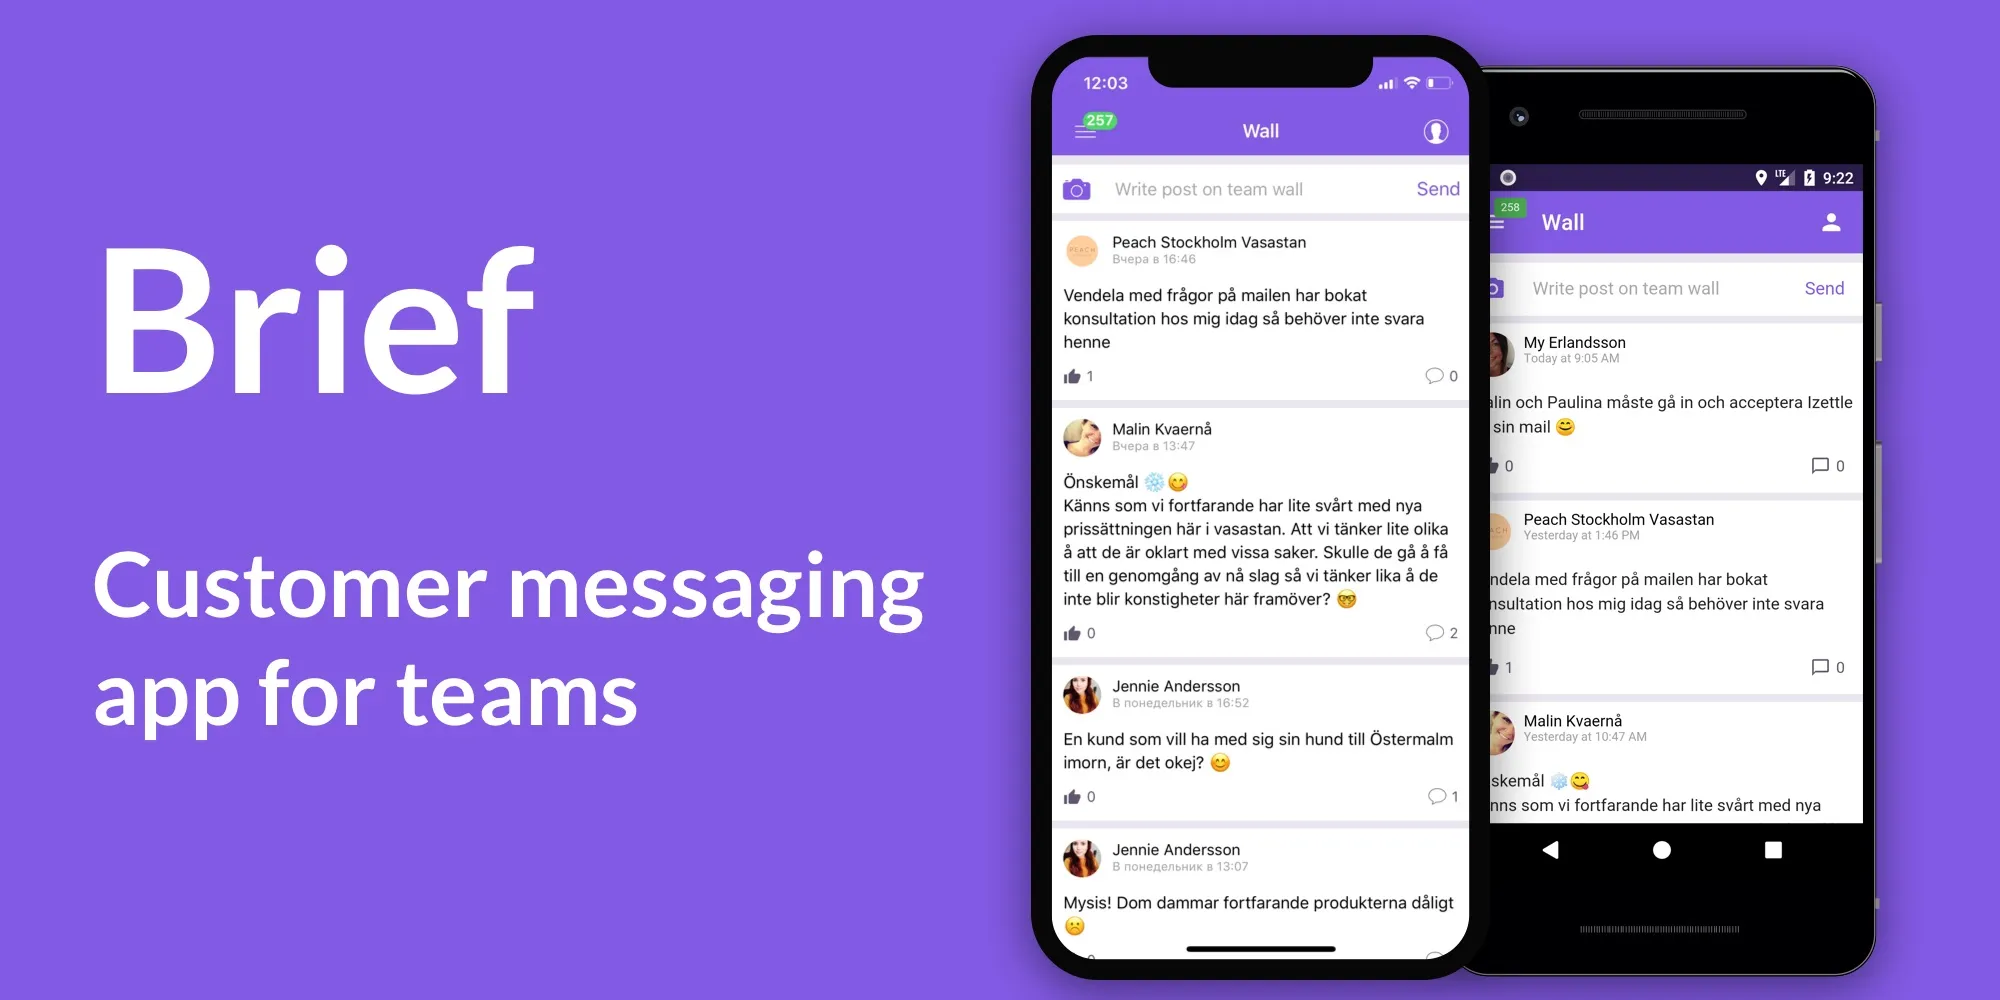 Brief
Customer messaging
app for teams
12:03
257
Wall
Write post on team wall
Send
PEACH
Peach Stockholm Vasastan
Вчера в 16:46
Vendela med frågor på mailen har bokat
konsultation hos mig idag så behöver inte svara
henne
1
0
Malin Kvaernå
Вчера в 13:47
Önskemål ❄️😋
Känns som vi fortfarande har lite svårt med nya
prissättningen här i vasastan. Att vi tänker lite olika
å att de är oklart med vissa saker. Skulle de gå å få
till en genomgång av nå slag så vi tänker lika å de
inte blir konstigheter här framöver? 🤓
0
2
Jennie Andersson
В понедельник в 16:52
En kund som vill ha med sig sin hund till Östermalm
imorn, är det okej? 😊
0
1
Jennie Andersson
В понедельник в 13:07
Mysis! Dom dammar fortfarande produkterna dåligt
☹️
LTE
9:22
258
Wall
Write post on team wall
Send
My Erlandsson
Today at 9:05 AM
alin och Paulina måste gå in och acceptera Izettle
sin mail 😊
0
0
Peach Stockholm Vasastan
Yesterday at 1:46 PM
ndela med frågor på mailen har bokat
nsultation hos mig idag så behöver inte svara
nne
1
0
Malin Kvaernå
Yesterday at 10:47 AM
skemål ❄️😋
nns som vi fortfarande har lite svårt med nya